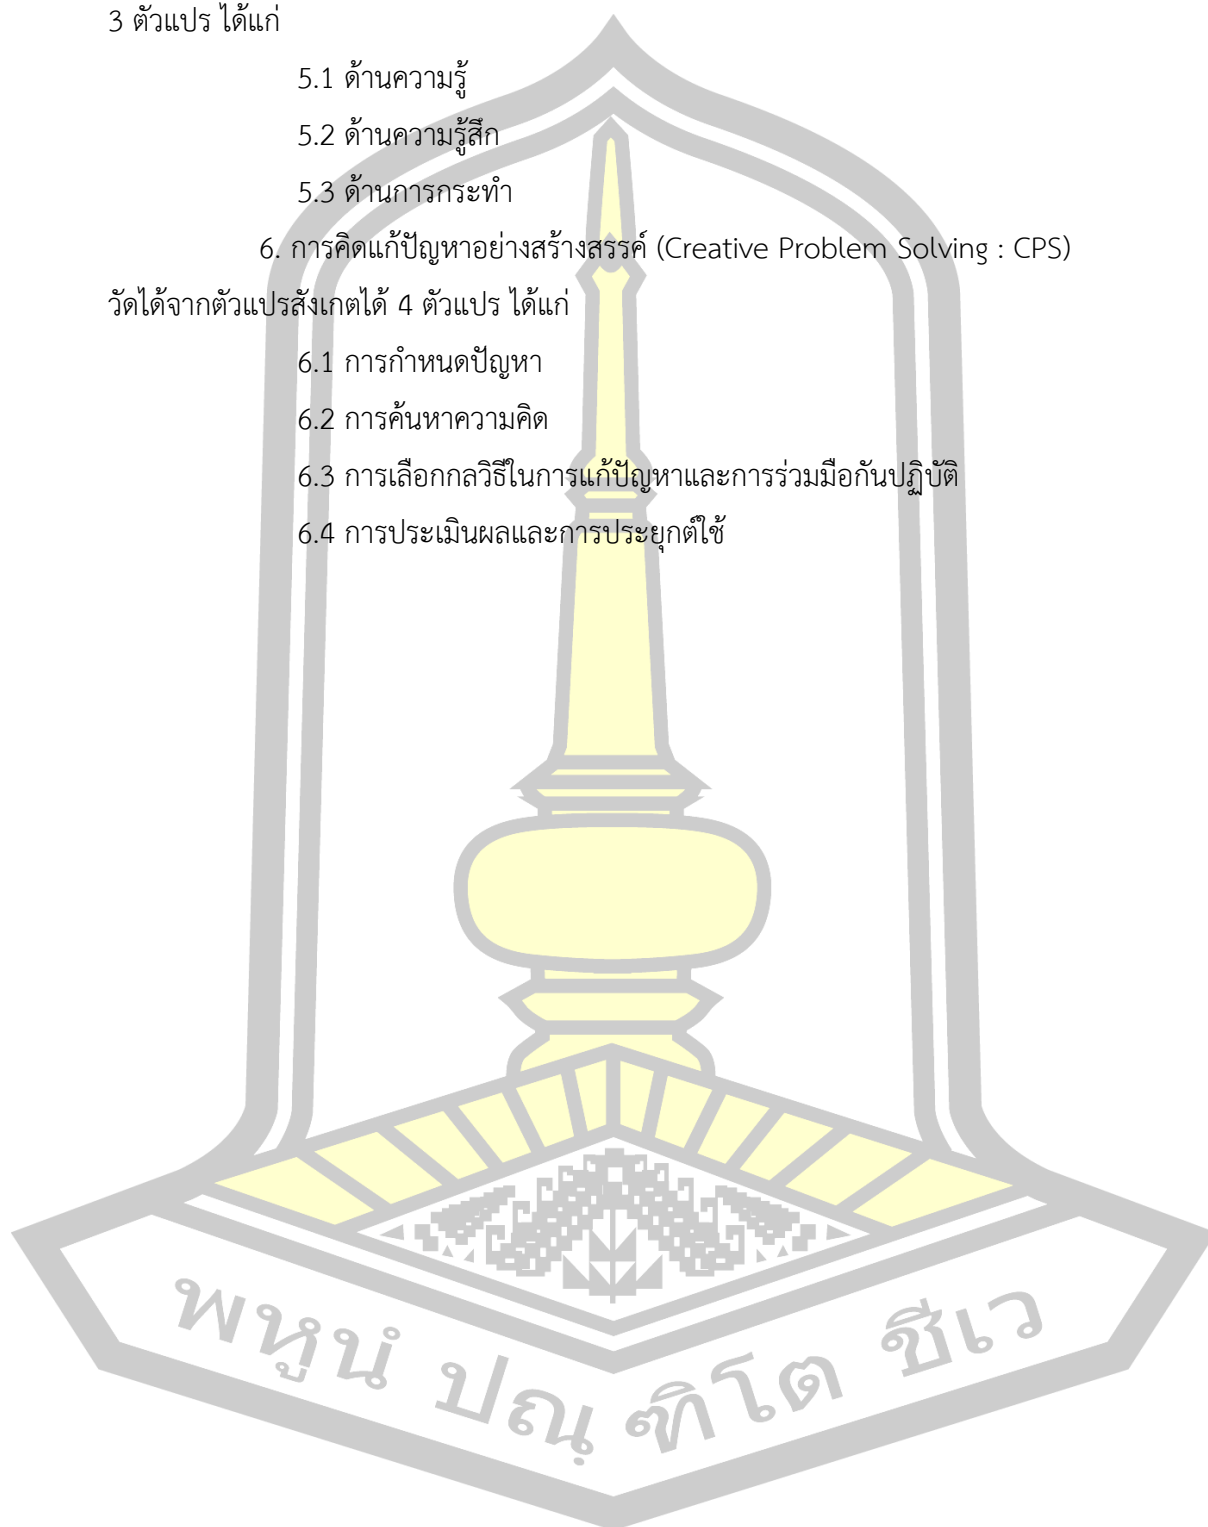 3 ตัวแปร ได้แก่
5.1 ด้านความรู้
5.2 ด้านความรู้สึก
5.3 ด้านการกระทำ
6. การคิดแก้ปัญหาอย่างสร้างสรรค์ (Creative Problem Solving : CPS)
วัดได้จากตัวแปรสังเกตได้ 4 ตัวแปร ได้แก่
6.1 การกำหนดปัญหา
6.2 การค้นหาความคิด
6.3 การเลือกกลวิธีในการแก้ปัญหาและการร่วมมือกันปฏิบัติ
6.4 การประเมินผลและการประยุกต์ใช้
พหูนํ ปณฺฑิโต ชีเว